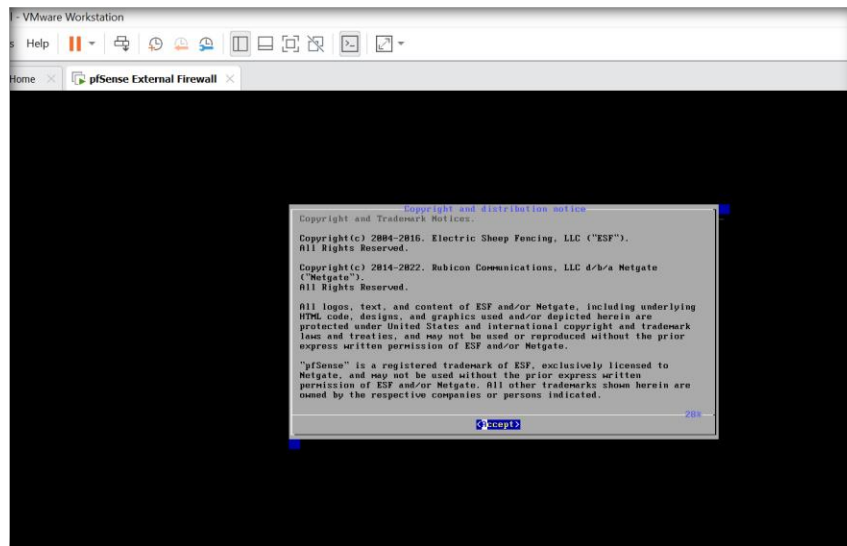 - VMware Workstation
s Help
Home
pfSense External Firewall
Copyright and distribution notice
Copyright and Trademark Notices.
Copyright(c) 2004-2016. Electric Sheep Fencing, LLC ("ESF").
All Rights Reserved.
Copyright(c) 2014-2022. Rubicon Communications, LLC d/b/a Netgate
("Netgate").
All Rights Reserved.
All logos, text, and content of ESF and/or Netgate, including underlying
HTML code, designs, and graphics used and/or depicted herein are
protected under United States and international copyright and trademark
laws and treaties, and may not be used or reproduced without the prior
express written permission of ESF and/or Netgate.
"pfSense" is a registered trademark of ESF, exclusively licensed to
Netgate, and may not be used without the prior express written
permission of ESF and/or Netgate. All other trademarks shown herein are
owned by the respective companies or persons indicated.
28%
<Accept>